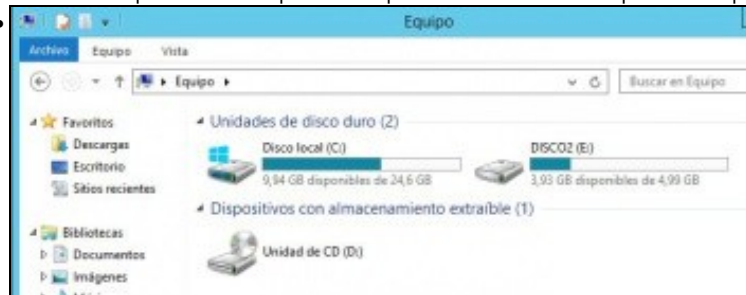 Equipo
Archivo Equipo Vista
Equipo
Buscar en Equipo
Favoritos
Descargas
Escritorio
Sitios recientes
Bibliotecas
Documentos
Imágenes
Unidades de disco duro (2)
Disco local (C:)
9,94 GB disponibles de 24,6 GB
DISCO2 (E:)
3,93 GB disponibles de 4,99 GB
Dispositivos con almacenamiento extraíble (1)
Unidad de CD (D:)